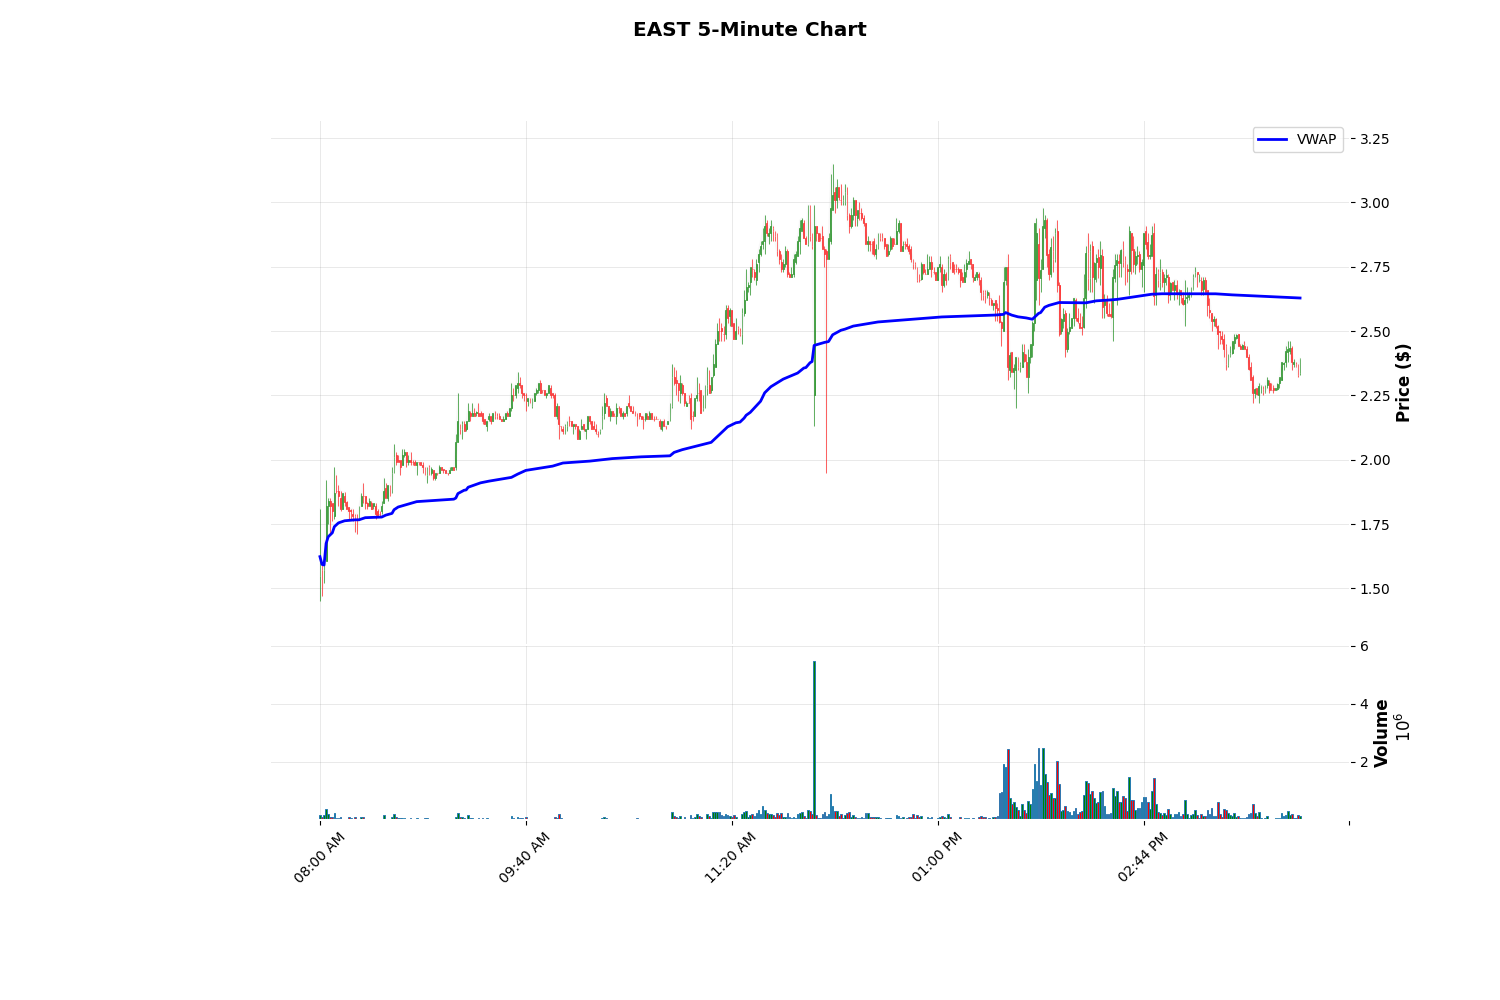 EAST 5-Minute Chart
VWAP
3.25
3.00
2.75
2.50
2.25
2.00
1.75
1.50
Price ($)
6
4
2
Volume
10⁶
08:00 AM
09:40 AM
11:20 AM
01:00 PM
02:44 PM